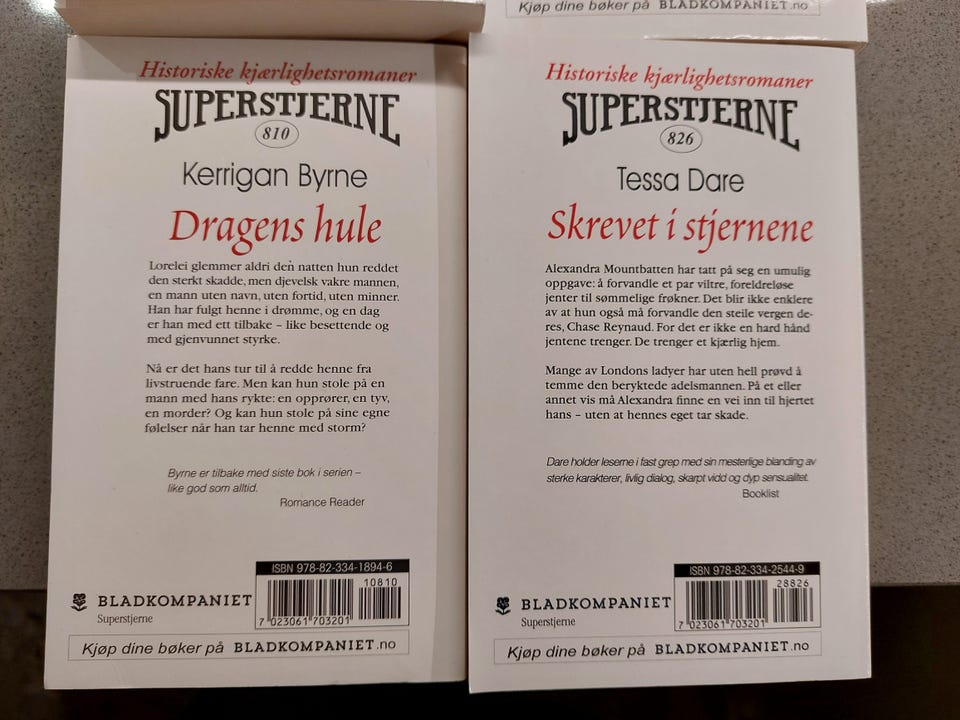 Kjøp dine bøker på BLADKOMPANIET.no
Historiske kjærlighetsromaner
SUPERSTJERNE
810
Kerrigan Byrne
Dragens hule
Lorelei glemmer aldri den natten hun reddet
den sterkt skadde, men djevelsk vakre mannen,
en mann uten navn, uten fortid, uten minner.
Han har fulgt henne i drømme, og en dag
er han med ett tilbake – like besettende og
med gjenvunnet styrke.
Nå er det hans tur til å redde henne fra
livstruende fare. Men kan hun stole på en
mann med hans rykte: en opprører, en tyv,
en morder? Og kan hun stole på sine egne
følelser når han tar henne med storm?
Byrne er tilbake med siste bok i serien –
like god som alltid.
Romance Reader
ISBN 978-82-334-1894-6
10810
7 023061 703201
BLADKOMPANIET
Superstjerne
Kjøp dine bøker på BLADKOMPANIET.no
Historiske kjærlighetsromaner
SUPERSTJERNE
826
Tessa Dare
Skrevet i stjernene
Alexandra Mountbatten har tatt på seg en umulig
oppgave: å forvandle et par viltre, foreldreløse
jenter til sømmelige frøkner. Det blir ikke enklere
av at hun også må forvandle den steile vergen de-
res, Chase Reynaud. For det er ikke en hard hånd
jentene trenger. De trenger et kjærlig hjem.
Mange av Londons ladyer har uten hell prøvd å
temme den beryktede adelsmannen. På et eller
annet vis må Alexandra finne en vei inn til hjertet
hans – uten at hennes eget tar skade.
Dare holder leserne i fast grep med sin mesterlige blanding av
sterke karakterer, livlig dialog, skarpt vidd og dyp sensualitet.
Booklist
ISBN 978-82-334-2544-9
28826
7 023061 703201
BLADKOMPANIET
Superstjerne
Kjøp dine bøker på BLADKOMPANIET.no